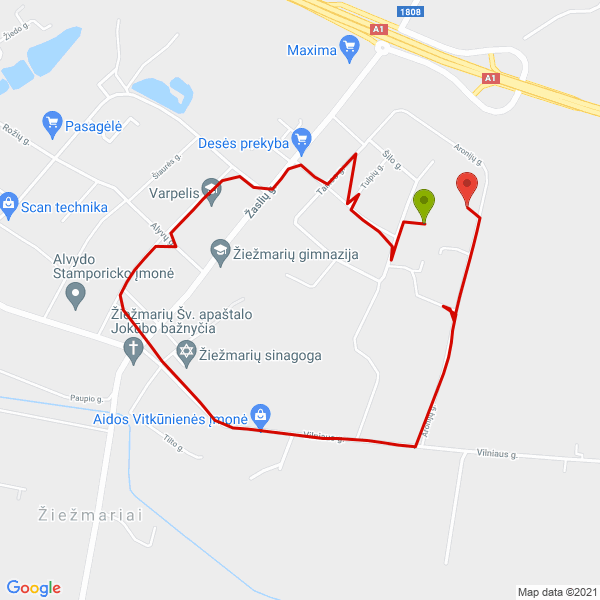 1808
A1
Maxima
A1
Žiedo g.
Pasagėlė
Rožių g.
Desės prekyba
Šiaurės g.
Šilo g.
Aronijų g.
Tulpių g.
Varpelis
Scan technika
Žaslių g.
Alyvų g.
Žiežmarių gimnazija
Alvydo
Stamporicko įmonė
Žiežmarių Šv. apaštalo
Jokūbo bažnyčia
Žiežmarių sinagoga
Paupio g.
Aidos Vitkūnienės įmonė
Aronijų g.
Tilto g.
Vilniaus g.
Vilniaus g.
Žiežmariai
Google
Map data ©2021